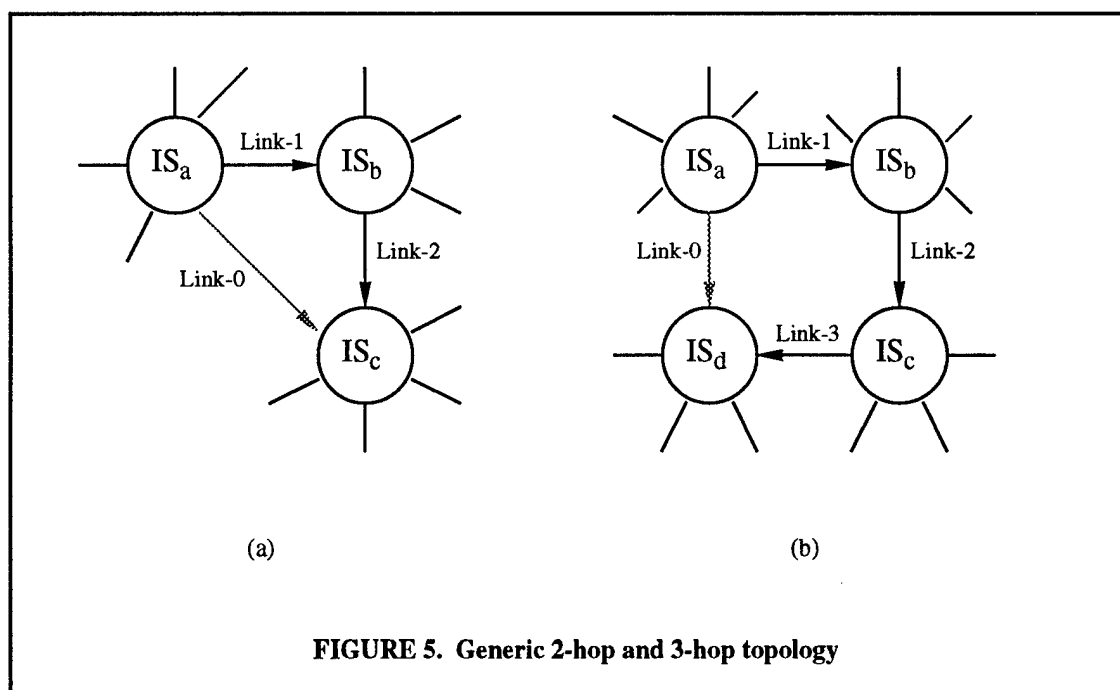 ISa
Link-1
ISb
Link-0
Link-2
ISc
(a)
ISa
Link-1
ISb
Link-0
Link-2
ISd
Link-3
ISc
(b)
FIGURE 5. Generic 2-hop and 3-hop topology